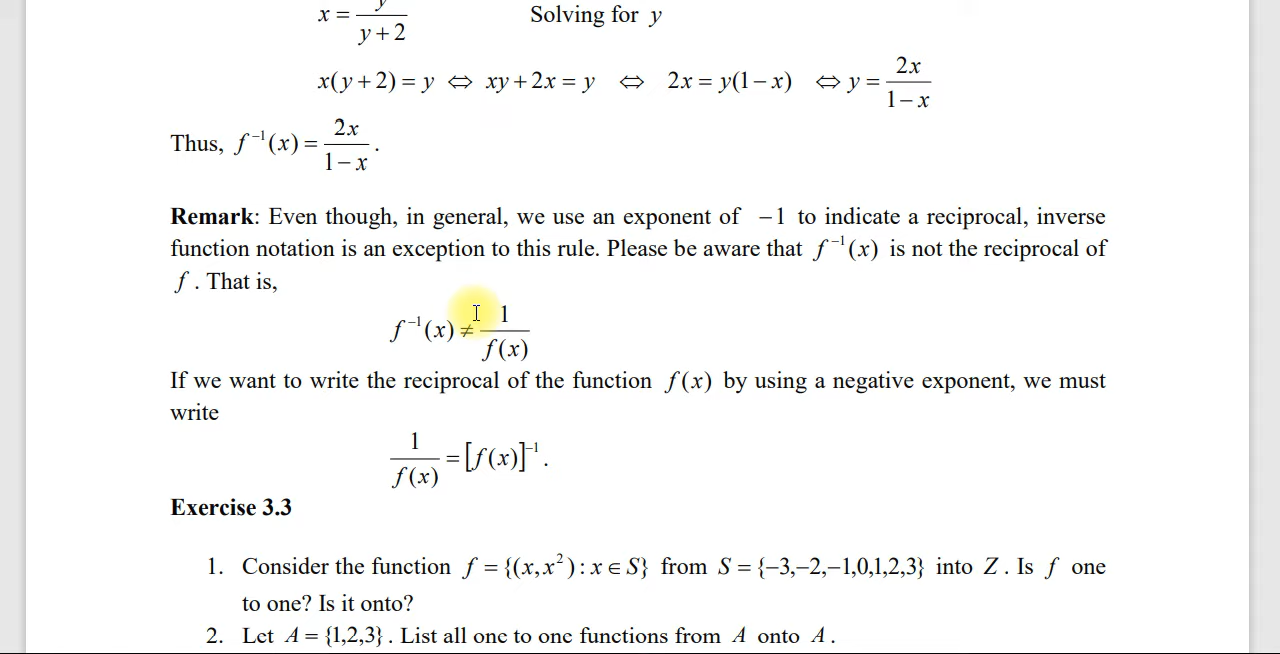 x = y/(y+2) Solving for y
x(y+2) = y ⇔ xy+2x = y ⇔ 2x = y(1−x) ⇔ y = 2x/(1−x)
Thus, f⁻¹(x) = 2x/(1−x).
Remark: Even though, in general, we use an exponent of −1 to indicate a reciprocal, inverse
function notation is an exception to this rule. Please be aware that f⁻¹(x) is not the reciprocal of
f. That is,
f⁻¹(x) ≠ 1/f(x)
If we want to write the reciprocal of the function f(x) by using a negative exponent, we must
write
1/f(x) = [f(x)]⁻¹.
Exercise 3.3
1. Consider the function f = {(x,x²): x ∈ S} from S = {−3,−2,−1,0,1,2,3} into Z. Is f one
to one? Is it onto?
2. Let A = {1,2,3}. List all one to one functions from A onto A.